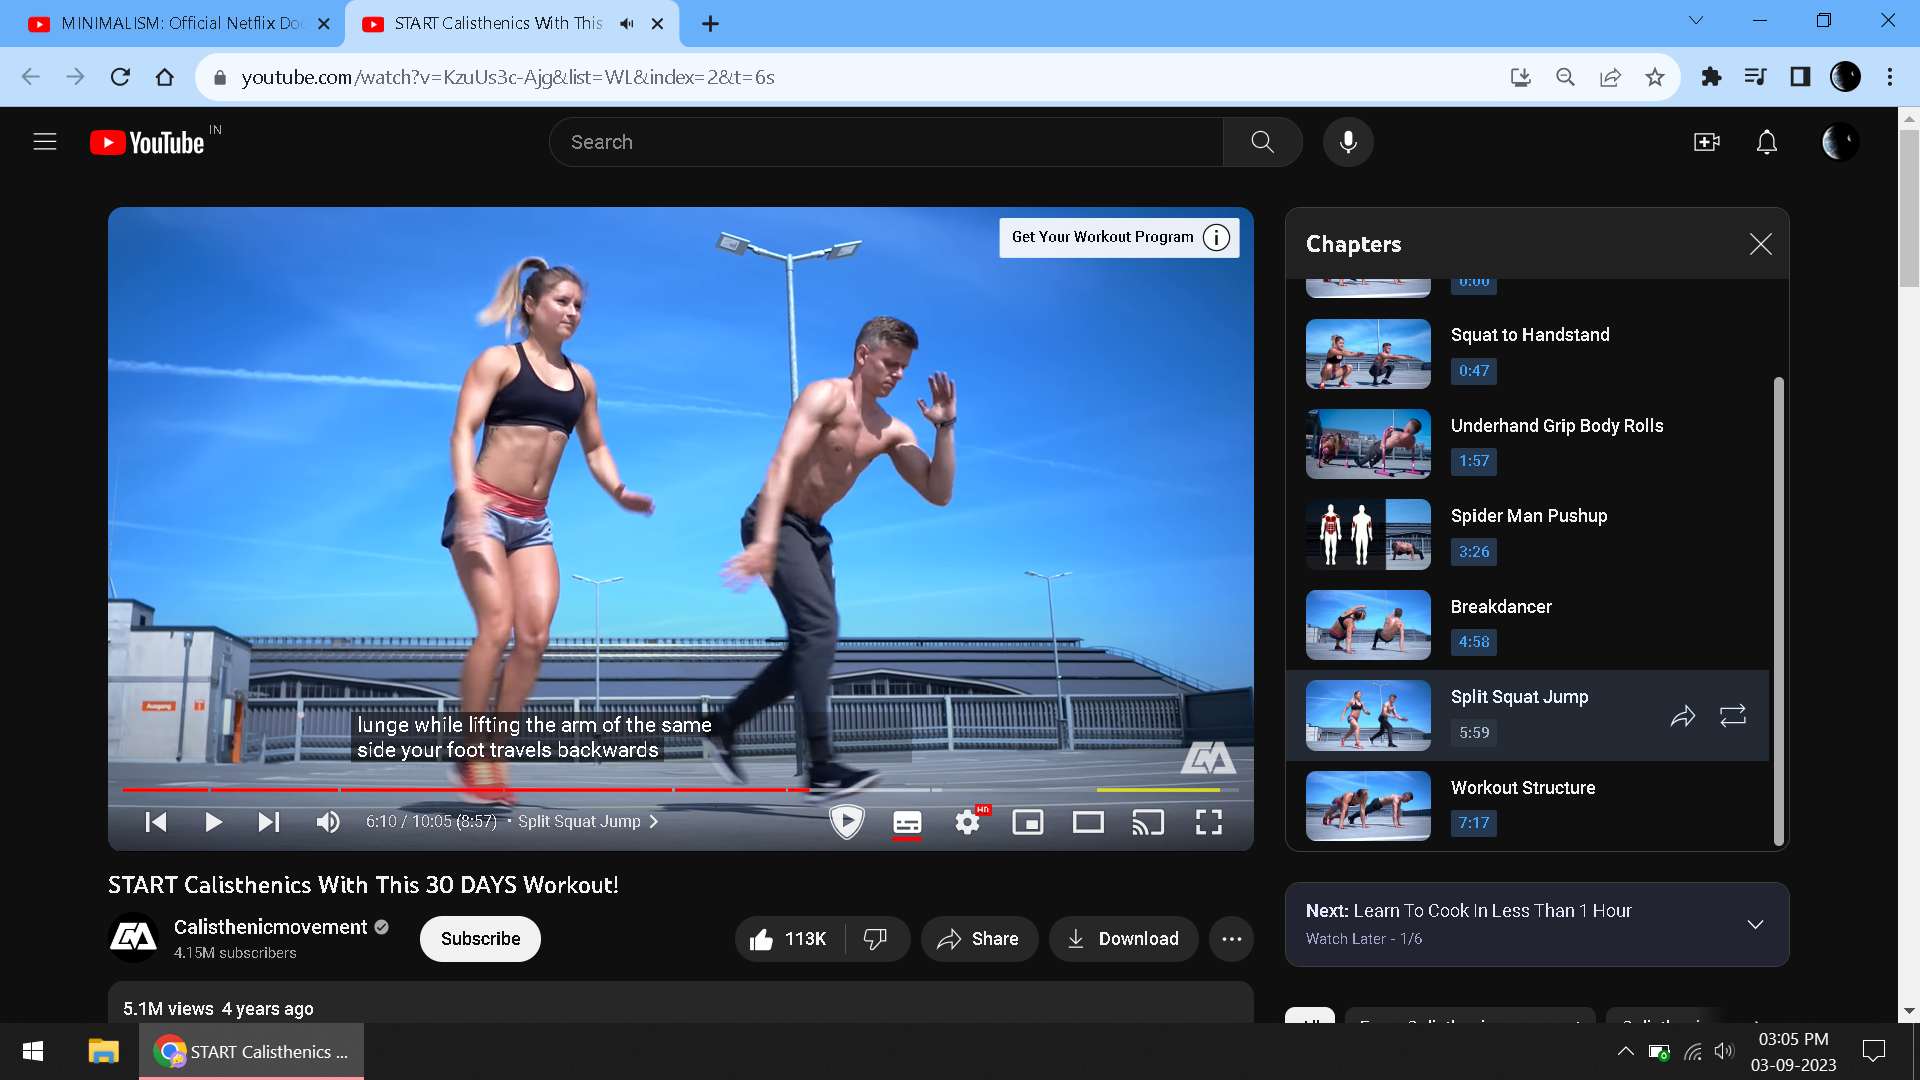 MINIMALISM: Official Netflix Doc
START Calisthenics With This
youtube.com/watch?v=KzuUs3c-Ajg&list=WL&index=2&t=6s
YouTube IN
Search
Get Your Workout Program
Ausgang
lunge while lifting the arm of the same
side your foot travels backwards
6:10 / 10:05 (8:57) • Split Squat Jump
HD
Chapters
0:00
Squat to Handstand
0:47
Underhand Grip Body Rolls
1:57
Spider Man Pushup
3:26
Breakdancer
4:58
Split Squat Jump
5:59
Workout Structure
7:17
START Calisthenics With This 30 DAYS Workout!
Calisthenicmovement
4.15M subscribers
Subscribe
113K
Share
Download
Next: Learn To Cook In Less Than 1 Hour
Watch Later - 1/6
5.1M views 4 years ago
START Calisthenics ...
03:05 PM
03-09-2023